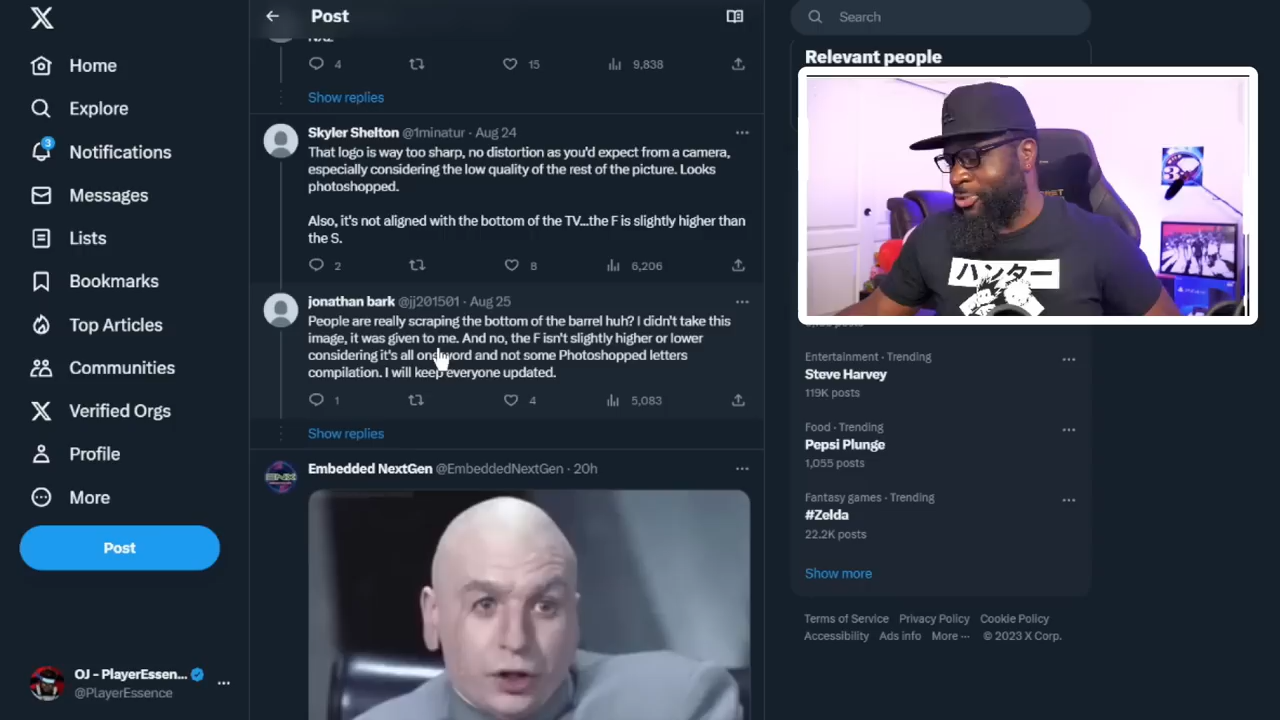 Home
Explore
3
Notifications
Messages
Lists
Bookmarks
Top Articles
Communities
Verified Orgs
Profile
More
Post
OJ - PlayerEssen...
@PlayerEssence
Post
4
15
9,838
Show replies
Skyler Shelton @1minatur · Aug 24
That logo is way too sharp, no distortion as you'd expect from a camera,
especially considering the low quality of the rest of the picture. Looks
photoshopped.
Also, it's not aligned with the bottom of the TV...the F is slightly higher than
the S.
2
8
6,206
jonathan bark @jj201501 · Aug 25
People are really scraping the bottom of the barrel huh? I didn't take this
image, it was given to me. And no, the F isn't slightly higher or lower
considering it's all one word and not some Photoshopped letters
compilation. I will keep everyone updated.
1
4
5,083
Show replies
Embedded NextGen @EmbeddedNextGen · 20h
Search
Relevant people
ハンター
Entertainment · Trending
Steve Harvey
119K posts
Food · Trending
Pepsi Plunge
1,055 posts
Fantasy games · Trending
#Zelda
22.2K posts
Show more
Terms of Service Privacy Policy Cookie Policy
Accessibility Ads info More ··· © 2023 X Corp.